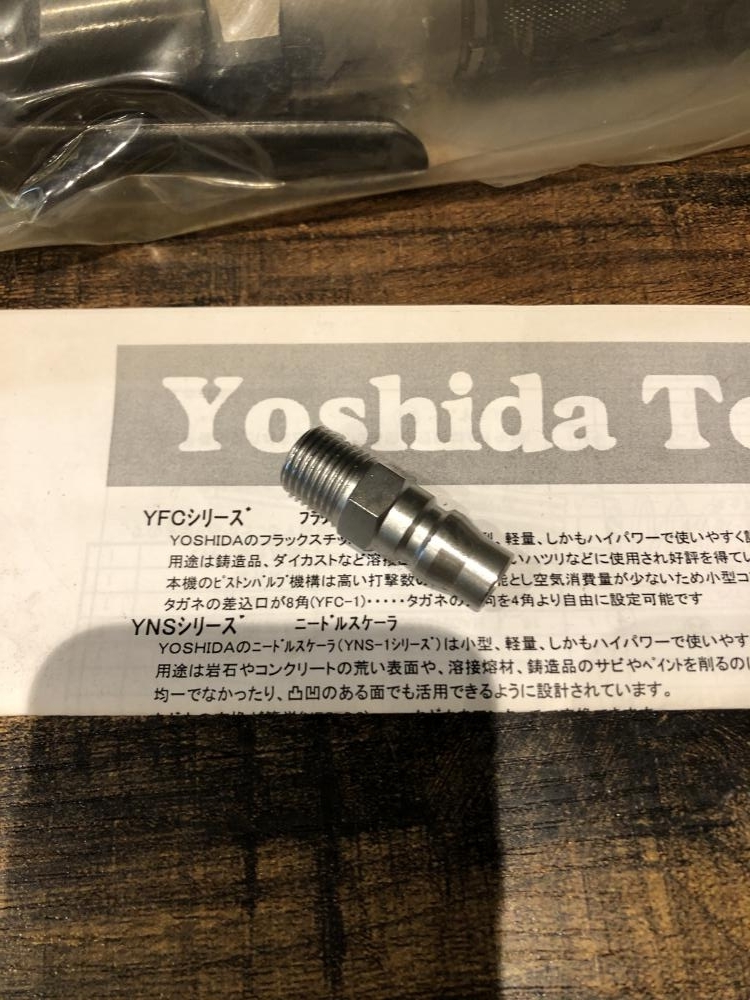 Yoshida
YFCシリーズ フラ
YOSHIDAのフラックスチッ 型、軽量、しかもハイパワーで使いやすく
用途は鋳造品、ダイカストなど溶接 いハツリなどに使用され好評を得てい
本機のピストンバルブ機構は高い打撃数の 能とし空気消費量が少ないため小型コ
タガネの差込口が8角(YFC-1)・・・・・タガネの 向を4角より自由に設定可能です
YNSシリーズ ニードルスケーラ
YOSHIDAのニードルスケーラ(YNS-1シリーズ)は小型、軽量、しかもハイパワーで使いやす
用途は岩石やコンクリートの荒い表面や、溶接熔材、鋳造品のサビやペイントを削るのに
均一でなかったり、凸凹のある面でも活用できるように設計されています。